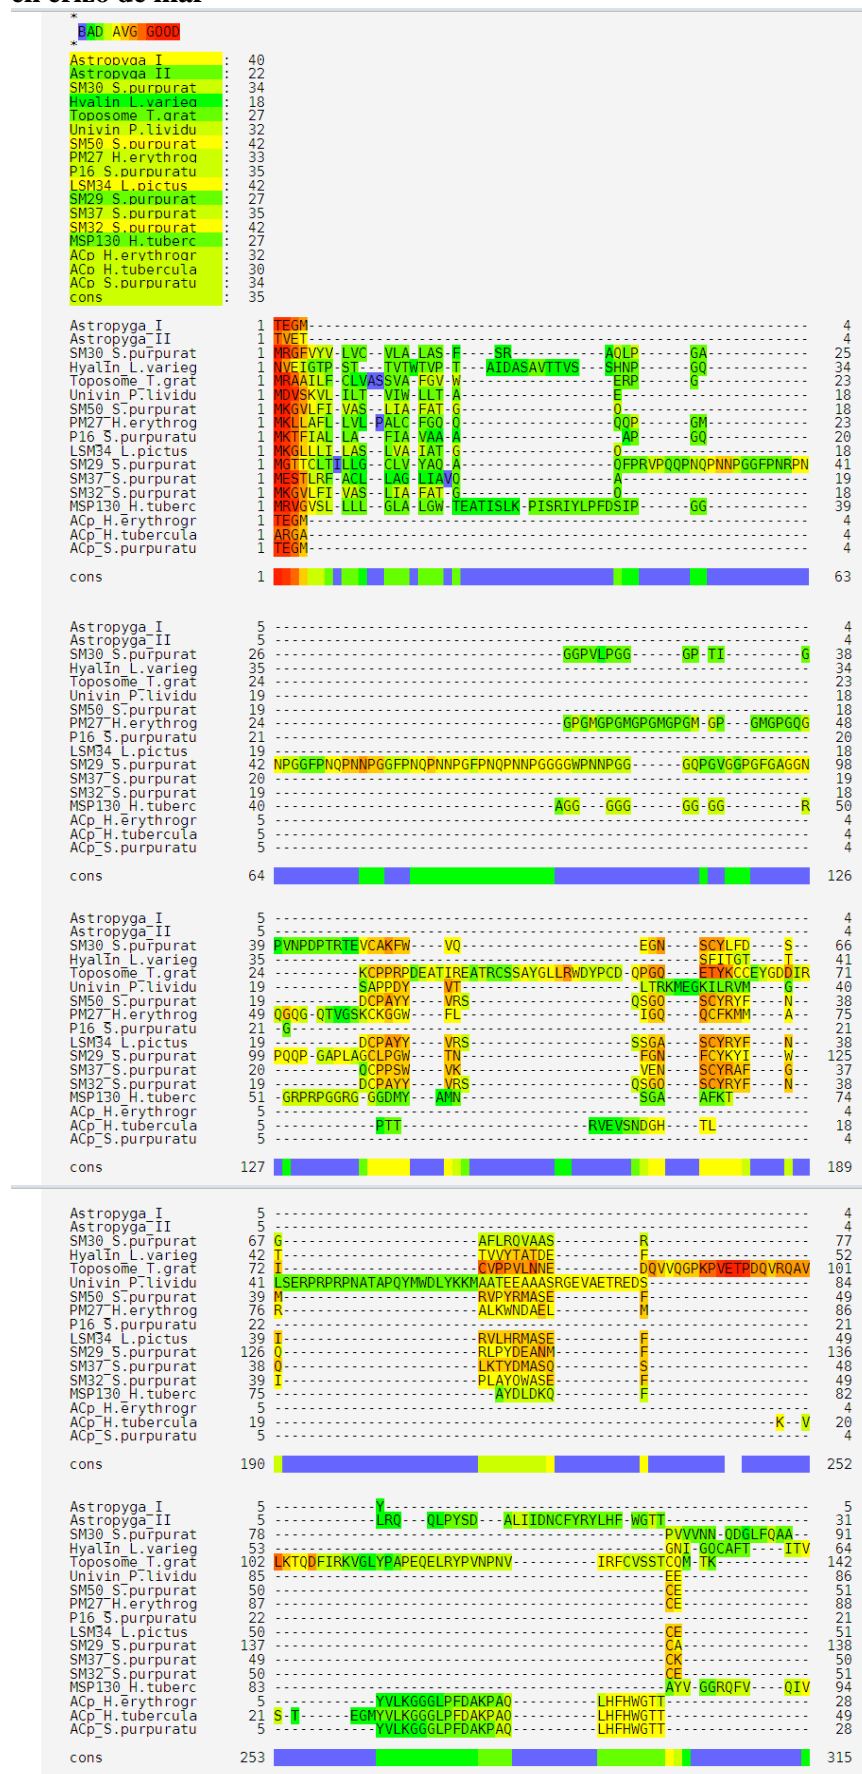 en erizo de mar
*
BAD AVG GOOD
*
Astropyga_I : 40
Astropyga_II : 22
SM30_S.purpurat : 34
Hyalin_L.varieg : 18
Toposome_T.grat : 27
Univin_P.lividu : 32
SM50_S.purpurat : 42
PM27_H.erythrog : 33
P16_S.purpuratu : 35
LSM34_L.pictus : 42
SM29_S.purpurat : 27
SM37_S.purpurat : 35
SM32_S.purpurat : 42
MSP130_H.tuberc : 27
ACp_H.erythrogr : 32
ACp_H.tubercula : 30
ACp_S.purpuratu : 34
cons : 35
Astropyga_I 1 TEGM----------------------------------------------------------- 4
Astropyga_II 1 TVET----------------------------------------------------------- 4
SM30_S.purpurat 1 MRGFVYV-LVC--VLA-LAS-F----SR-----------AQLP------GA------------ 25
Hyalin_L.varieg 1 NVEIGTP-ST---TVTWTVP-T---AIDASAVTTVS---SHNP------GQ------------ 34
Toposome_T.grat 1 MRAAILF-CLVASSVA-FGV-W------------------ERP------G------------- 23
Univin_P.lividu 1 MDVSKVL-ILT--VIW-LLT-A------------------E---------------------- 18
SM50_S.purpurat 1 MKGVLFI-VAS--LIA-FAT-G------------------Q---------------------- 18
PM27_H.erythrog 1 MKLLAFL-LVL-PALC-FGQ-Q------------------QQP------GM------------ 23
P16_S.purpuratu 1 MKTFIAL-LA---FIA-VAA-A-------------------AP------GQ------------ 20
LSM34_L.pictus 1 MKGLLLI-LAS--LVA-IAT-G------------------Q---------------------- 18
SM29_S.purpurat 1 MGTTCLTILLG--CLV-YAQ-A------------------QFPRVPQQPNQPNNPGGFPNRPN 41
SM37_S.purpurat 1 MESTLRF-ACL--LAG-LIAVQ------------------A---------------------- 19
SM32_S.purpurat 1 MKGVLFI-VAS--LIA-FAT-G------------------Q---------------------- 18
MSP130_H.tuberc 1 MRVGVSL-LLL--GLA-LGW-TEATISLK-PISRIYLPFDSIP------GG------------ 39
ACp_H.erythrogr 1 TEGM----------------------------------------------------------- 4
ACp_H.tubercula 1 ARGA----------------------------------------------------------- 4
ACp_S.purpuratu 1 TEGM----------------------------------------------------------- 4
cons 1 63
Astropyga_I 5 --------------------------------------------------------------- 4
Astropyga_II 5 --------------------------------------------------------------- 4
SM30_S.purpurat 26 ----------------------------------GGPVLPGG------GP-TI---------G 38
Hyalin_L.varieg 35 --------------------------------------------------------------- 34
Toposome_T.grat 24 --------------------------------------------------------------- 23
Univin_P.lividu 19 --------------------------------------------------------------- 18
SM50_S.purpurat 19 --------------------------------------------------------------- 18
PM27_H.erythrog 24 ----------------------------------GPGMGPGMGPGMGPGM-GP---GMGPGQG 48
P16_S.purpuratu 21 --------------------------------------------------------------- 20
LSM34_L.pictus 19 --------------------------------------------------------------- 18
SM29_S.purpurat 42 NPGGFPNQPNNPGGFPNQPNNPGFPNQPNNPGGGGWPNNPGG------GQPGVGGPGFGAGGN 98
SM37_S.purpurat 20 --------------------------------------------------------------- 19
SM32_S.purpurat 19 --------------------------------------------------------------- 18
MSP130_H.tuberc 40 ---------------------------------AGG---GGG------GG-GG---------R 50
ACp_H.erythrogr 5 --------------------------------------------------------------- 4
ACp_H.tubercula 5 --------------------------------------------------------------- 4
ACp_S.purpuratu 5 --------------------------------------------------------------- 4
cons 64 126
Astropyga_I 5 --------------------------------------------------------------- 4
Astropyga_II 5 --------------------------------------------------------------- 4
SM30_S.purpurat 39 PVNPDPTRTEVCAKFW----VQ---------------------EGN----SCYLFD----S-- 66
Hyalin_L.varieg 35 --------------------------------------------------SFITGT----T-- 41
Toposome_T.grat 24 ----------KCPPRPDEATIREATRCSSAYGLLRWDYPCD-QPGQ----ETYKCCEYGDDIR 71
Univin_P.lividu 19 ----------SAPPDY----VT---------------------LTRKMEGKILRVM----G-- 40
SM50_S.purpurat 19 ----------DCPAYY----VRS-------------------QSGQ----SCYRYF----N-- 38
PM27_H.erythrog 49 QGQG-QTVGSKCKGGW----FL---------------------IGQ----QCFKMM----A-- 75
P16_S.purpuratu 21 -G------------------------------------------------------------- 21
LSM34_L.pictus 19 ----------DCPAYY----VRS-------------------SSGA----SCYRYF----N-- 38
SM29_S.purpurat 99 PQQP-GAPLAGCLPGW----TN---------------------FGN----FCYKYI----W-- 125
SM37_S.purpurat 20 ----------QCPPSW----VK---------------------VEN----SCYRAF----G-- 37
SM32_S.purpurat 19 ----------DCPAYY----VRS-------------------QSGQ----SCYRYF----N-- 38
MSP130_H.tuberc 51 -GRPRPGGRG-GGDMY----AMN--------------------SGA----AFKT--------- 74
ACp_H.erythrogr 5 --------------------------------------------------------------- 4
ACp_H.tubercula 5 ------------PTT----------------------RVEVSNDGH----TL----------- 18
ACp_S.purpuratu 5 --------------------------------------------------------------- 4
cons 127 189
Astropyga_I 5 --------------------------------------------------------------- 4
Astropyga_II 5 --------------------------------------------------------------- 4
SM30_S.purpurat 67 G-----------------------AFLRQVAAS----------R------------------- 77
Hyalin_L.varieg 42 T-----------------------TVVYTATDE----------F------------------- 52
Toposome_T.grat 72 I-----------------------CVPPVLNNE----------DQVVQGPKPVETPDQVRQAV 101
Univin_P.lividu 41 LSERPRPRPNATAPQYMWDLYKKMAATEEAAASRGEVAETREDS------------------- 84
SM50_S.purpurat 39 M-----------------------RVPYRMASE----------F------------------- 49
PM27_H.erythrog 76 R-----------------------ALKWNDAEL----------M------------------- 86
P16_S.purpuratu 22 --------------------------------------------------------------- 21
LSM34_L.pictus 39 I-----------------------RVLHRMASE----------F------------------- 49
SM29_S.purpurat 126 Q-----------------------RLPYDEANM----------F------------------- 136
SM37_S.purpurat 38 Q-----------------------LKTYDMASQ----------S------------------- 48
SM32_S.purpurat 39 I-----------------------PLAYQWASE----------F------------------- 49
MSP130_H.tuberc 75 --------------------------AYDLDKQ----------F------------------- 82
ACp_H.erythrogr 5 --------------------------------------------------------------- 4
ACp_H.tubercula 19 -----------------------------------------------------------K--V 20
ACp_S.purpuratu 5 --------------------------------------------------------------- 4
cons 190 252
Astropyga_I 5 ------------Y-------------------------------------------------- 5
Astropyga_II 5 ------------LRQ---QLPYSD---ALIIDNCFYRYLHF-WGTT----------------- 31
SM30_S.purpurat 78 ----------------------------------------------PVVVNN-QDGLFQAA-- 91
Hyalin_L.varieg 53 ----------------------------------------------GNI-GQCAFT----ITV 64
Toposome_T.grat 102 LKTQDFIRKVGLYPAPEQELRYPVNPNV----------IRFCVSSTCQM-TK----------- 142
Univin_P.lividu 85 ----------------------------------------------EE--------------- 86
SM50_S.purpurat 50 ----------------------------------------------CE--------------- 51
PM27_H.erythrog 87 ----------------------------------------------CE--------------- 88
P16_S.purpuratu 22 --------------------------------------------------------------- 21
LSM34_L.pictus 50 ----------------------------------------------CE--------------- 51
SM29_S.purpurat 137 ----------------------------------------------CA--------------- 138
SM37_S.purpurat 49 ----------------------------------------------CK--------------- 50
SM32_S.purpurat 50 ----------------------------------------------CE--------------- 51
MSP130_H.tuberc 83 ----------------------------------------------AYV-GGRQFV----QIV 94
ACp_H.erythrogr 5 ------------YVLKGGGLPFDAKPAQ----------LHFHWGTT----------------- 28
ACp_H.tubercula 21 S-T------EGMYVLKGGGLPFDAKPAQ----------LHFHWGTT----------------- 49
ACp_S.purpuratu 5 ------------YVLKGGGLPFDAKPAQ----------LHFHWGTT----------------- 28
cons 253 315